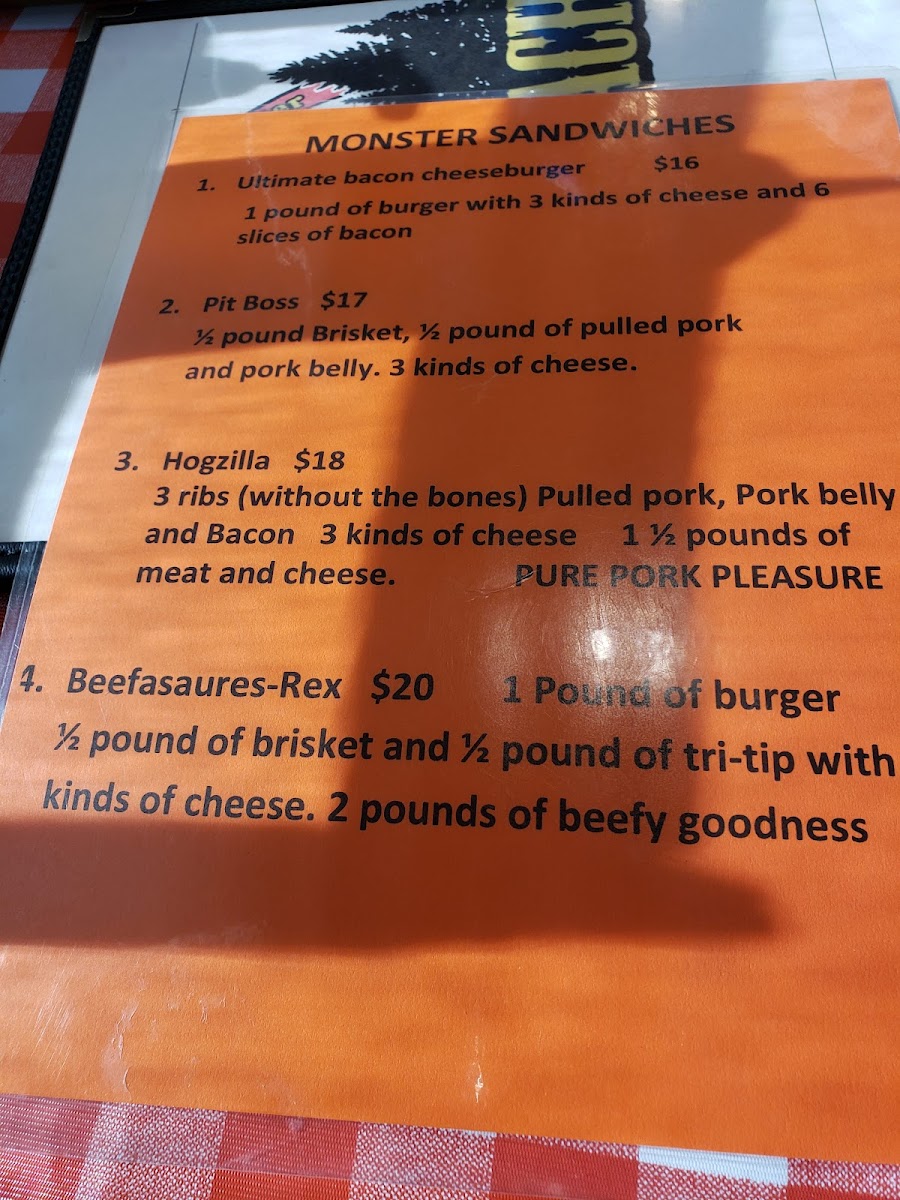 MONSTER SANDWICHES
1. Ultimate bacon cheeseburger $16
1 pound of burger with 3 kinds of cheese and 6
slices of bacon
2. Pit Boss $17
½ pound Brisket, ½ pound of pulled pork
and pork belly. 3 kinds of cheese.
3. Hogzilla $18
3 ribs (without the bones) Pulled pork, Pork belly
and Bacon 3 kinds of cheese 1 ½ pounds of
meat and cheese. PURE PORK PLEASURE
4. Beefasaures-Rex $20 1 Pound of burger
½ pound of brisket and ½ pound of tri-tip with
kinds of cheese. 2 pounds of beefy goodness